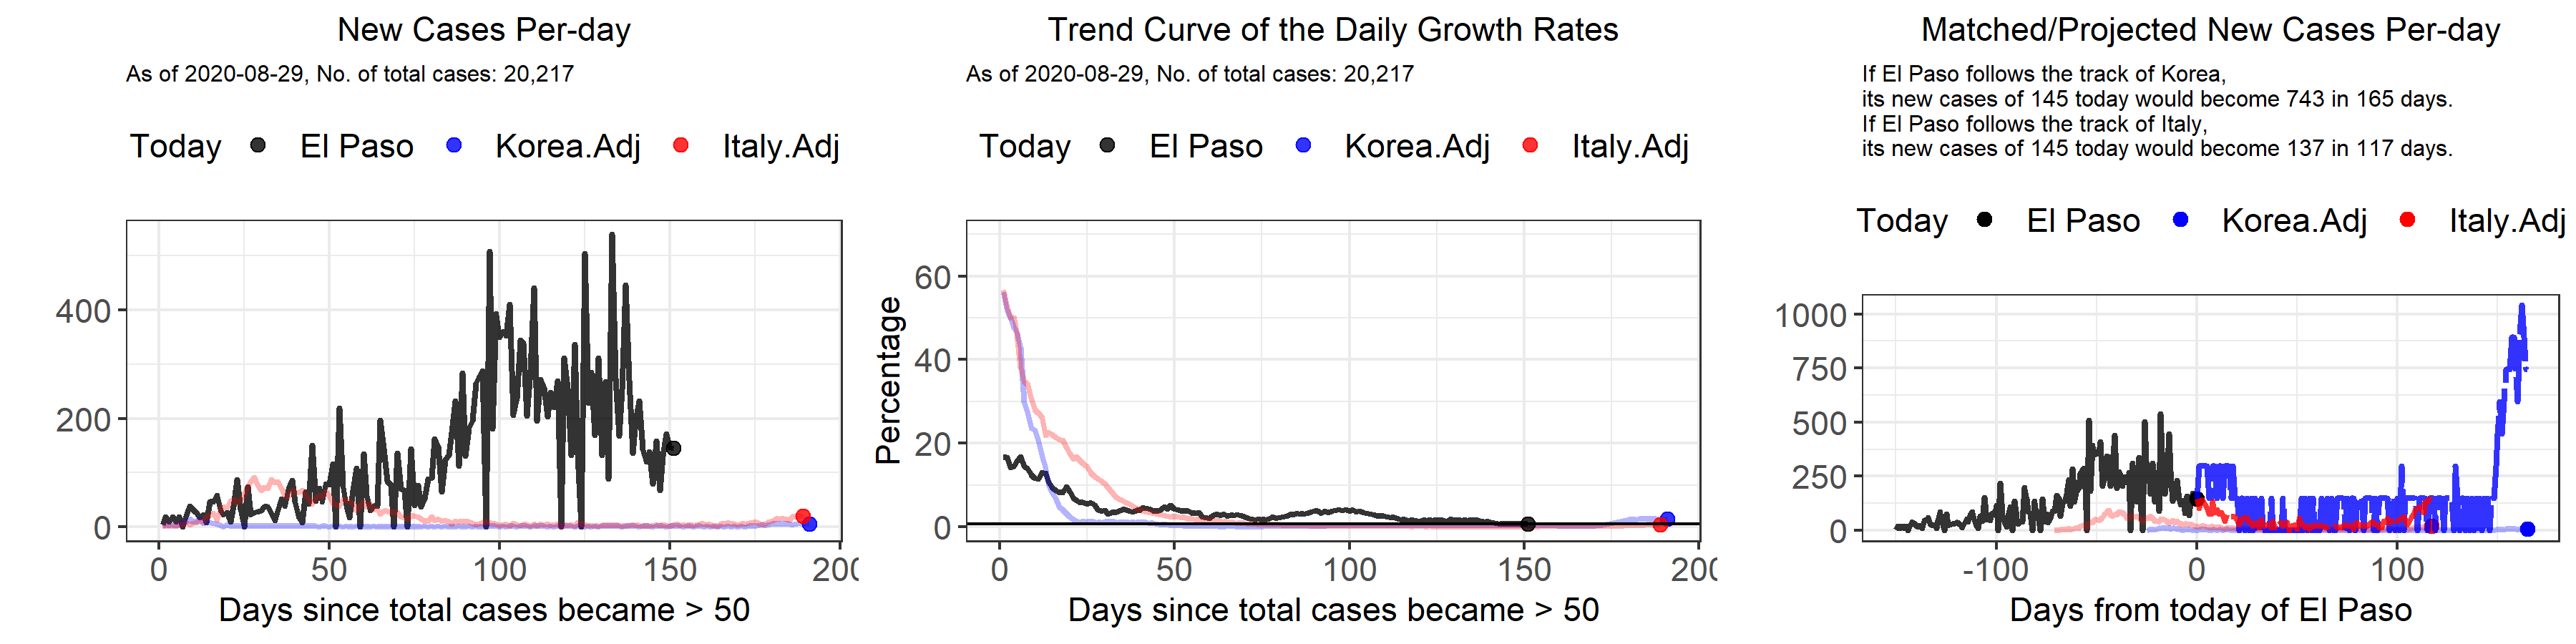 New Cases Per-day
As of 2020-08-29, No. of total cases: 20,217
Today El Paso Korea.Adj Italy.Adj
400
200
0
0 50 100 150 200
Days since total cases became > 50
Trend Curve of the Daily Growth Rates
As of 2020-08-29, No. of total cases: 20,217
Today El Paso Korea.Adj Italy.Adj
Percentage
60
40
20
0
0 50 100 150 200
Days since total cases became > 50
Matched/Projected New Cases Per-day
If El Paso follows the track of Korea,
its new cases of 145 today would become 743 in 165 days.
If El Paso follows the track of Italy,
its new cases of 145 today would become 137 in 117 days.
Today El Paso Korea.Adj Italy.Adj
1000
750
500
250
0
-100 0 100
Days from today of El Paso